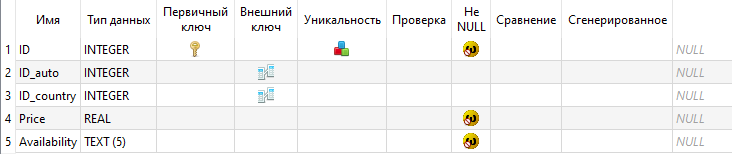 Имя Тип данных Первичный ключ Внешний ключ Уникальность Проверка Не NULL Сравнение Сгенерированное
1 ID INTEGER NULL
2 ID_auto INTEGER NULL
3 ID_country INTEGER NULL
4 Price REAL NULL
5 Availability TEXT (5) NULL